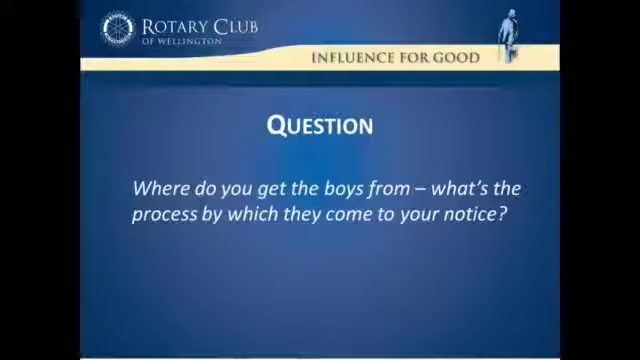 ROTARY CLUB
OF WELLINGTON
INFLUENCE FOR GOOD
QUESTION
Where do you get the boys from – what's the
process by which they come to your notice?